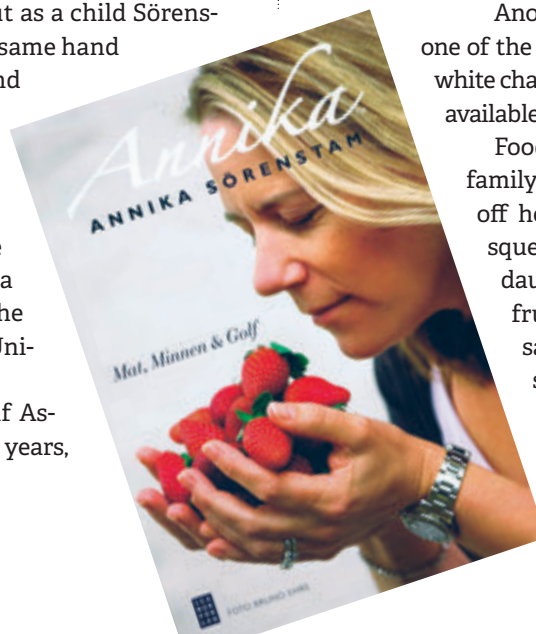 ut as a child Sörens-
same hand
nd
a
he
Uni-
f As-
years,
Annika
ANNIKA SÖRENSTAM
Mat, Minnen & Golf
FOTO BRUNO EHRS
Ano
one of the
white cha
available
Foo
family
off he
sque
dau
fru
sa
s